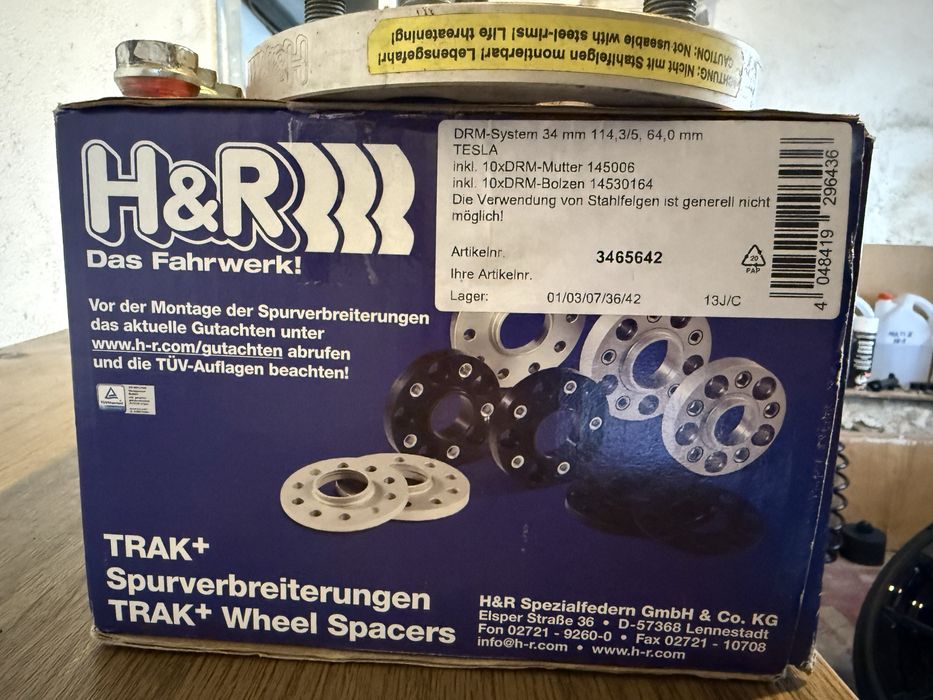 ACHTUNG: Nicht mit Stahlfelgen montierbar! Lebensgefahr!
CAUTION: Not useable with steel-rims! Life threatening!
H&R
H&R
Das Fahrwerk!
DRM-System 34 mm 114,3/5, 64,0 mm
TESLA
inkl. 10xDRM-Mutter 145006
inkl. 10xDRM-Bolzen 14530164
Die Verwendung von Stahlfelgen ist generell nicht
möglich!
Artikelnr. 3465642
Ihre Artikelnr.
Lager: 01/03/07/36/42 13J/C
20
PAP
4 048419 296436
Vor der Montage der Spurverbreiterungen
das aktuelle Gutachten unter
www.h-r.com/gutachten abrufen
und die TÜV-Auflagen beachten!
TRAK+
Spurverbreiterungen
TRAK+ Wheel Spacers
H&R Spezialfedern GmbH & Co. KG
Elsper Straße 36 • D-57368 Lennestadt
Fon 02721 - 9260-0 • Fax 02721 - 10708
info@h-r.com • www.h-r.com